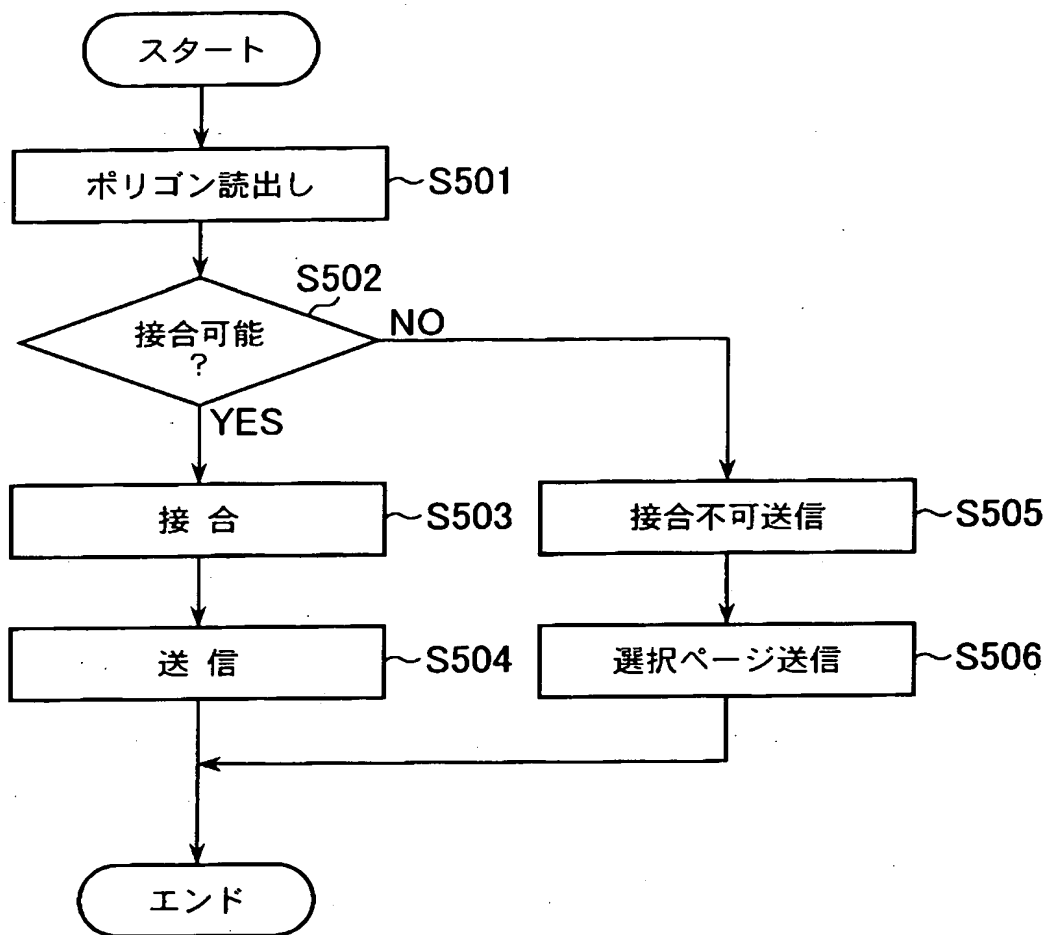 スタート
ポリゴン読出し
S501
S502
接合可能
?
NO
YES
接 合
S503
接合不可送信
S505
送 信
S504
選択ページ送信
S506
エンド